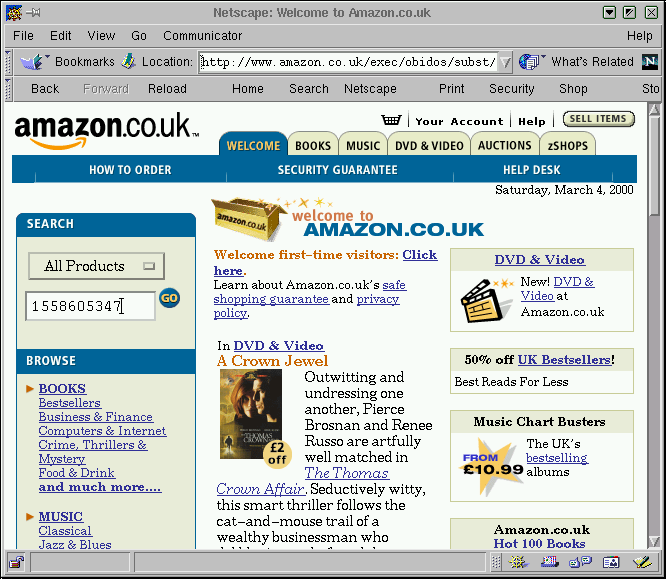 Netscape: Welcome to Amazon.co.uk
File Edit View Go Communicator Help
Bookmarks Location: http://www.amazon.co.uk/exec/obidos/subst/ What's Related N
Back Forward Reload Home Search Netscape Print Security Shop Sto
amazon.co.uk™
Your Account Help SELL ITEMS
WELCOME BOOKS MUSIC DVD & VIDEO AUCTIONS zSHOPS
HOW TO ORDER SECURITY GUARANTEE HELP DESK
Saturday, March 4, 2000
SEARCH
All Products
1558605347 GO
BROWSE
BOOKS
Bestsellers
Business & Finance
Computers & Internet
Crime, Thrillers &
Mystery
Food & Drink
and much more....
MUSIC
Classical
Jazz & Blues
amazon.co.uk
welcome to
AMAZON.CO.UK
Welcome first-time visitors: Click
here.
Learn about Amazon.co.uk's safe
shopping guarantee and privacy
policy.
In DVD & Video
A Crown Jewel
THOMAS
CROWN
£2
off
Outwitting and
undressing one
another, Pierce
Brosnan and Renee
Russo are artfully
well matched in
The Thomas
Crown Affair. Seductively witty,
this smart thriller follows the
cat-and-mouse trail of a
wealthy businessman who
DVD & Video
New! DVD &
Video at
Amazon.co.uk
50% off UK Bestsellers!
Best Reads For Less
Music Chart Busters
FROM
£10.99
The UK's
bestselling
albums
Amazon.co.uk
Hot 100 Books